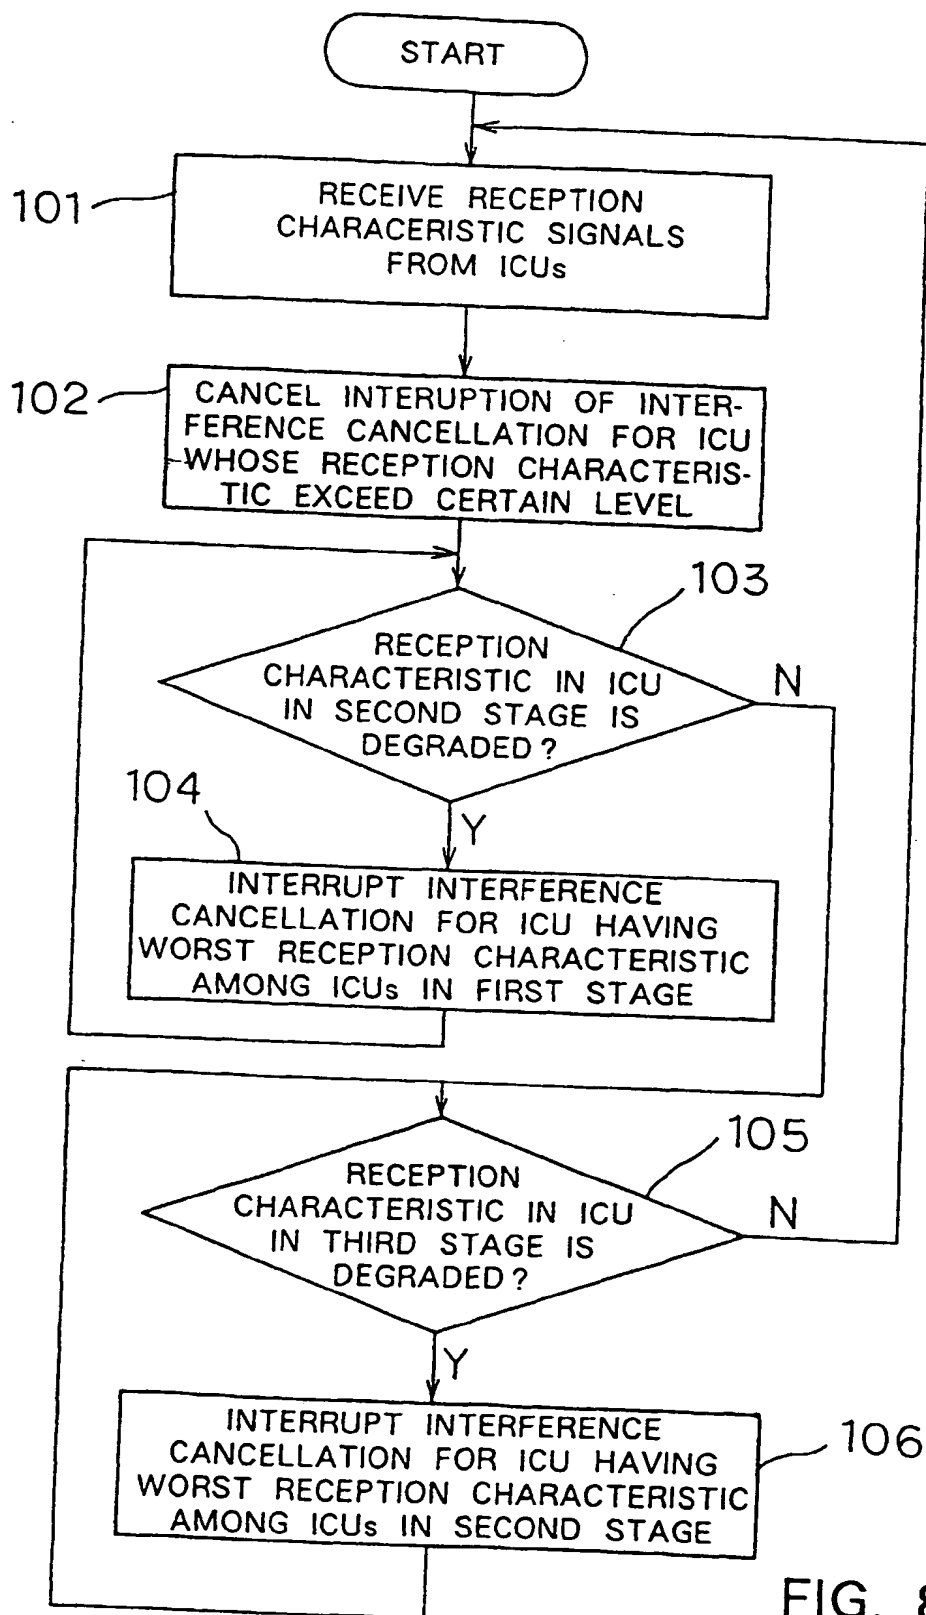 START
101
RECEIVE RECEPTION
CHARACERISTIC SIGNALS
FROM ICUs
102
CANCEL INTERUPTION OF INTER-
FERENCE CANCELLATION FOR ICU
WHOSE RECEPTION CHARACTERIS-
TIC EXCEED CERTAIN LEVEL
103
RECEPTION
CHARACTERISTIC IN ICU
IN SECOND STAGE IS
DEGRADED?
N
104
Y
INTERRUPT INTERFERENCE
CANCELLATION FOR ICU HAVING
WORST RECEPTION CHARACTERISTIC
AMONG ICUs IN FIRST STAGE
105
RECEPTION
CHARACTERISTIC IN ICU
IN THIRD STAGE IS
DEGRADED?
N
Y
INTERRUPT INTERFERENCE
CANCELLATION FOR ICU HAVING
WORST RECEPTION CHARACTERISTIC
AMONG ICUs IN SECOND STAGE
106
FIG. 8